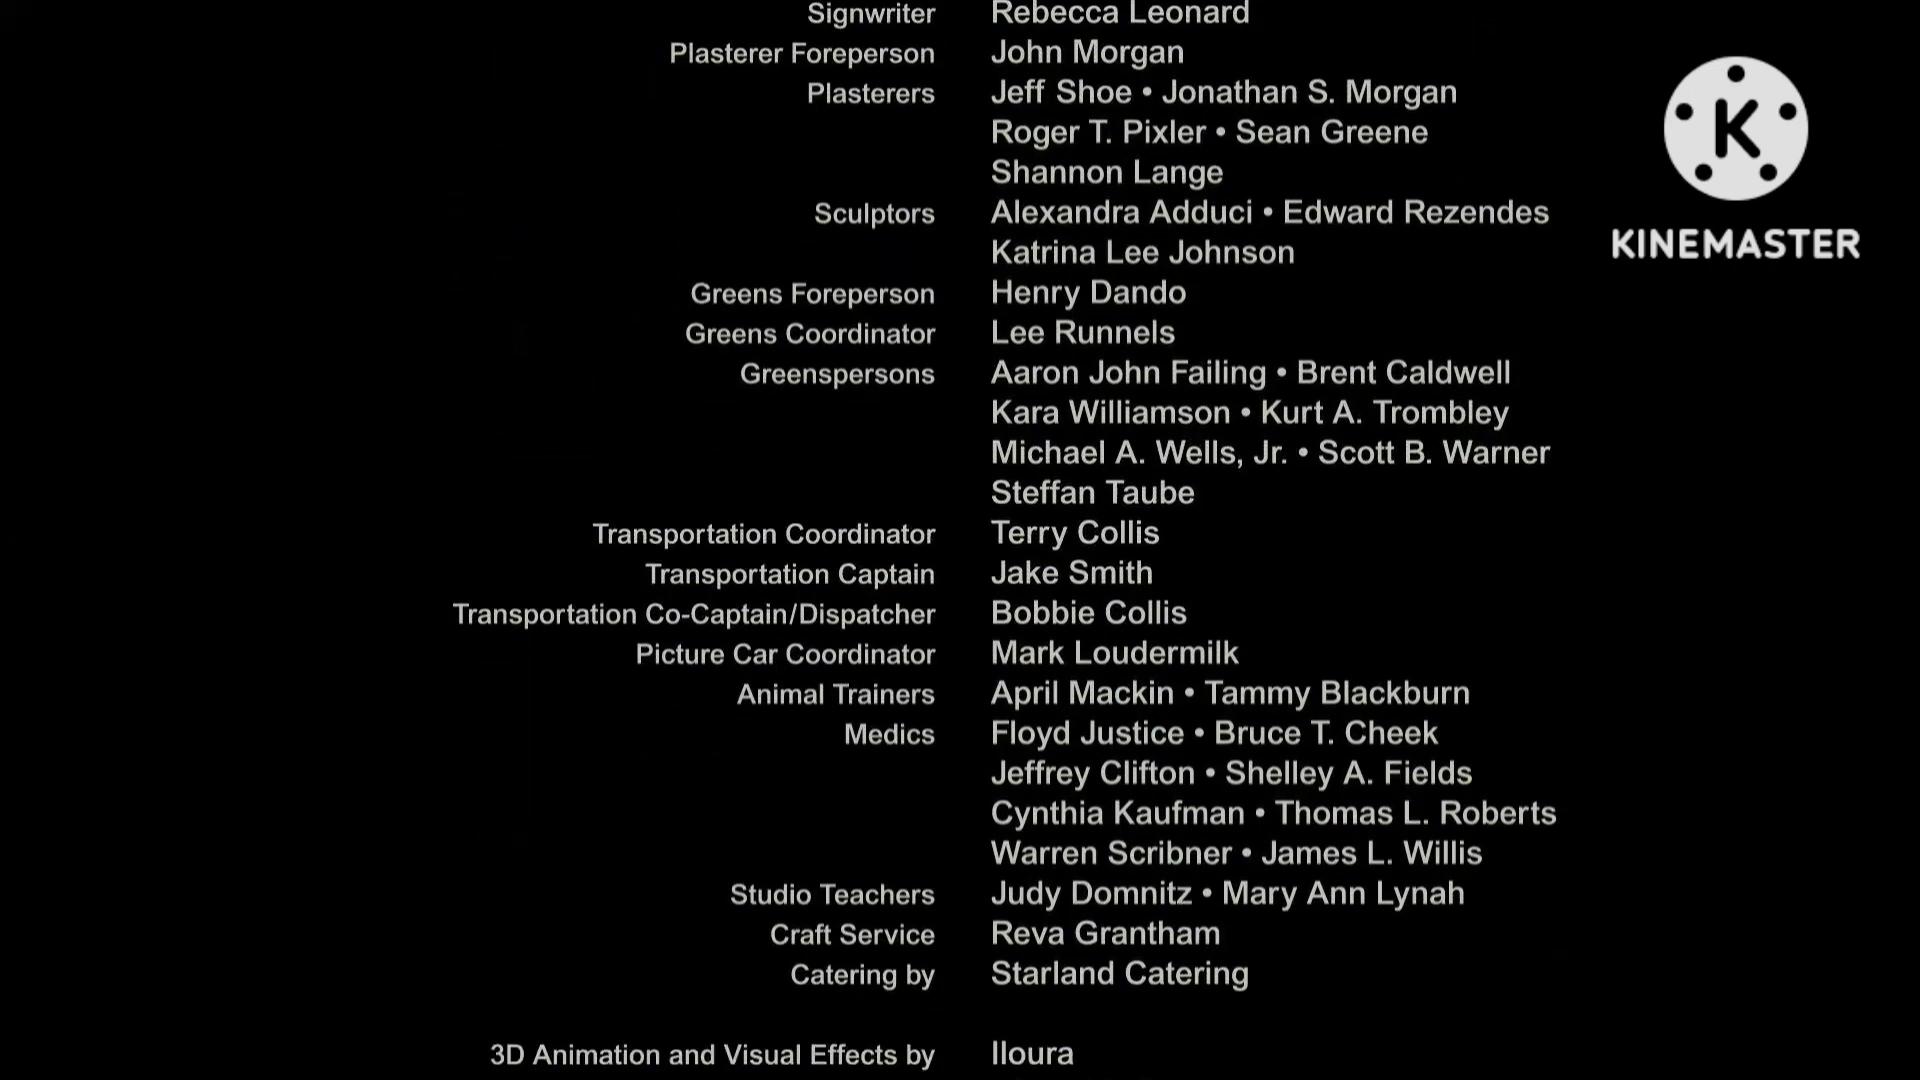 Signwriter Rebecca Leonard
Plasterer Foreperson John Morgan
Plasterers Jeff Shoe • Jonathan S. Morgan
Roger T. Pixler • Sean Greene
Shannon Lange
Sculptors Alexandra Adduci • Edward Rezendes
Katrina Lee Johnson
Greens Foreperson Henry Dando
Greens Coordinator Lee Runnels
Greenspersons Aaron John Failing • Brent Caldwell
Kara Williamson • Kurt A. Trombley
Michael A. Wells, Jr. • Scott B. Warner
Steffan Taube
Transportation Coordinator Terry Collis
Transportation Captain Jake Smith
Transportation Co-Captain/Dispatcher Bobbie Collis
Picture Car Coordinator Mark Loudermilk
Animal Trainers April Mackin • Tammy Blackburn
Medics Floyd Justice • Bruce T. Cheek
Jeffrey Clifton • Shelley A. Fields
Cynthia Kaufman • Thomas L. Roberts
Warren Scribner • James L. Willis
Studio Teachers Judy Domnitz • Mary Ann Lynah
Craft Service Reva Grantham
Catering by Starland Catering
3D Animation and Visual Effects by Iloura
K
KINEMASTER